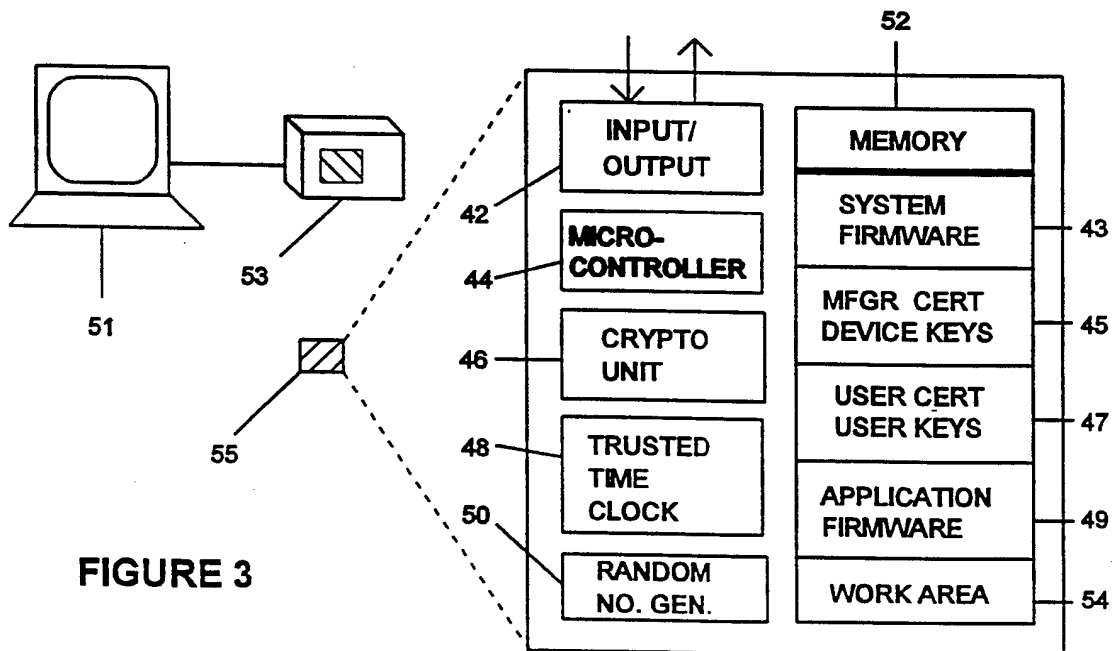 52
INPUT/
OUTPUT
MEMORY
42
SYSTEM
FIRMWARE
43
53
MICRO-
CONTROLLER
44
51
MFGR CERT
DEVICE KEYS
45
46
CRYPTO
UNIT
USER CERT
USER KEYS
47
55
48
TRUSTED
TIME
CLOCK
APPLICATION
FIRMWARE
49
50
FIGURE 3
RANDOM
NO. GEN.
WORK AREA
54